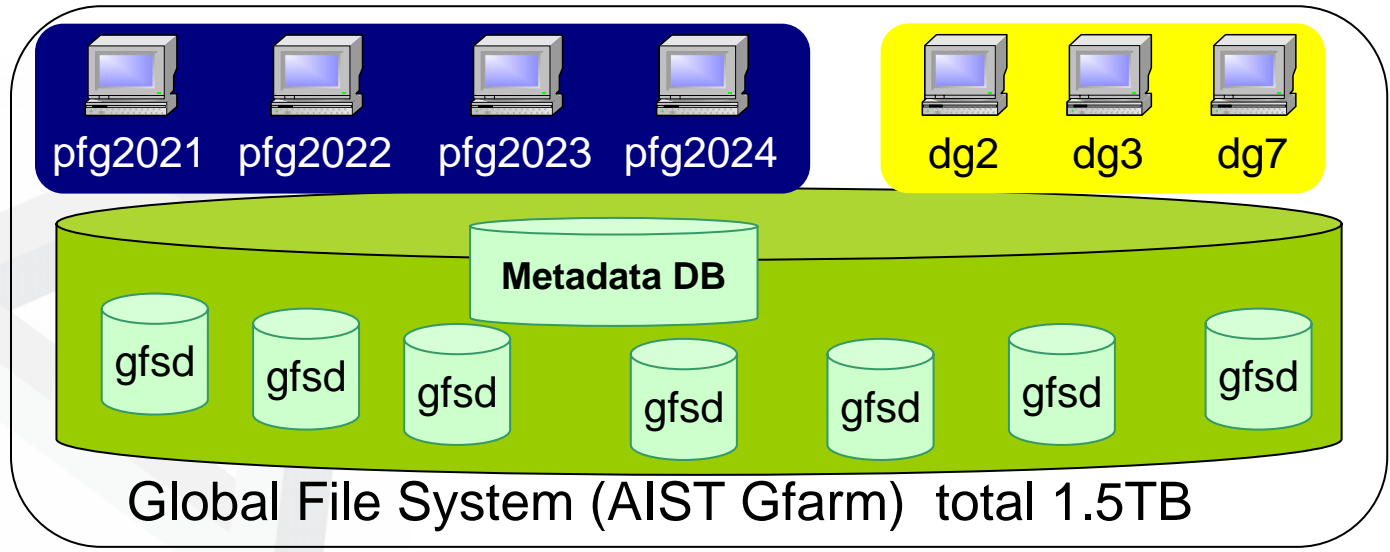 pfg2021 pfg2022 pfg2023 pfg2024 dg2 dg3 dg7
Metadata DB
gfsd gfsd gfsd gfsd gfsd gfsd gfsd
Global File System (AIST Gfarm) total 1.5TB